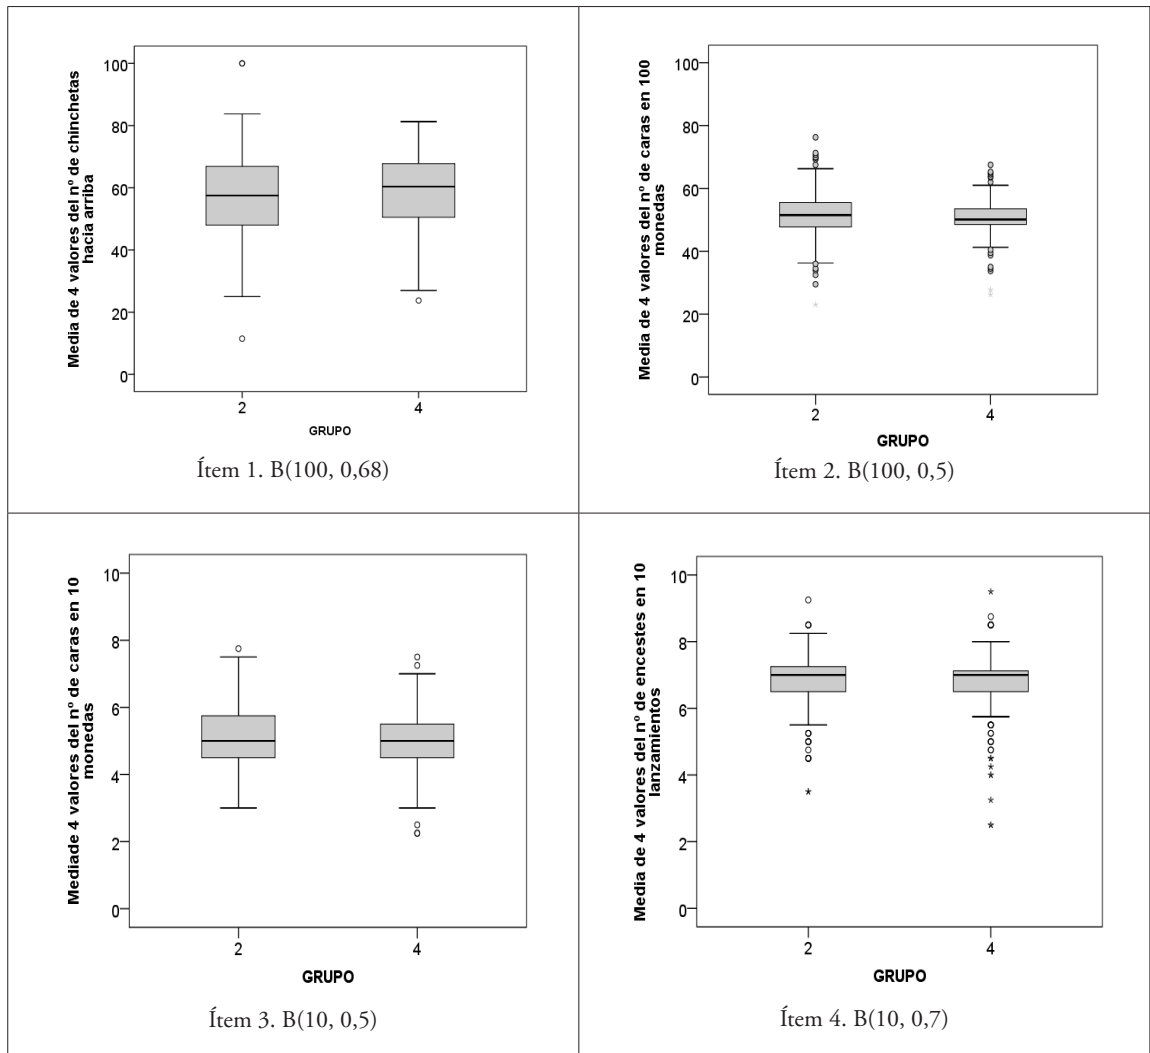 Media de 4 valores del nº de chinchetas
hacia arriba
100
80
60
40
20
0
2
4
GRUPO
Ítem 1. B(100, 0,68)
Media de 4 valores del nº de caras en 100
monedas
100
80
60
40
20
0
2
4
GRUPO
Ítem 2. B(100, 0,5)
Mediade 4 valores del nº de caras en 10
monedas
10
8
6
4
2
0
2
4
GRUPO
Ítem 3. B(10, 0,5)
Media de 4 valores del nº de encestes en 10
lanzamientos
10
8
6
4
2
0
2
4
GRUPO
Ítem 4. B(10, 0,7)